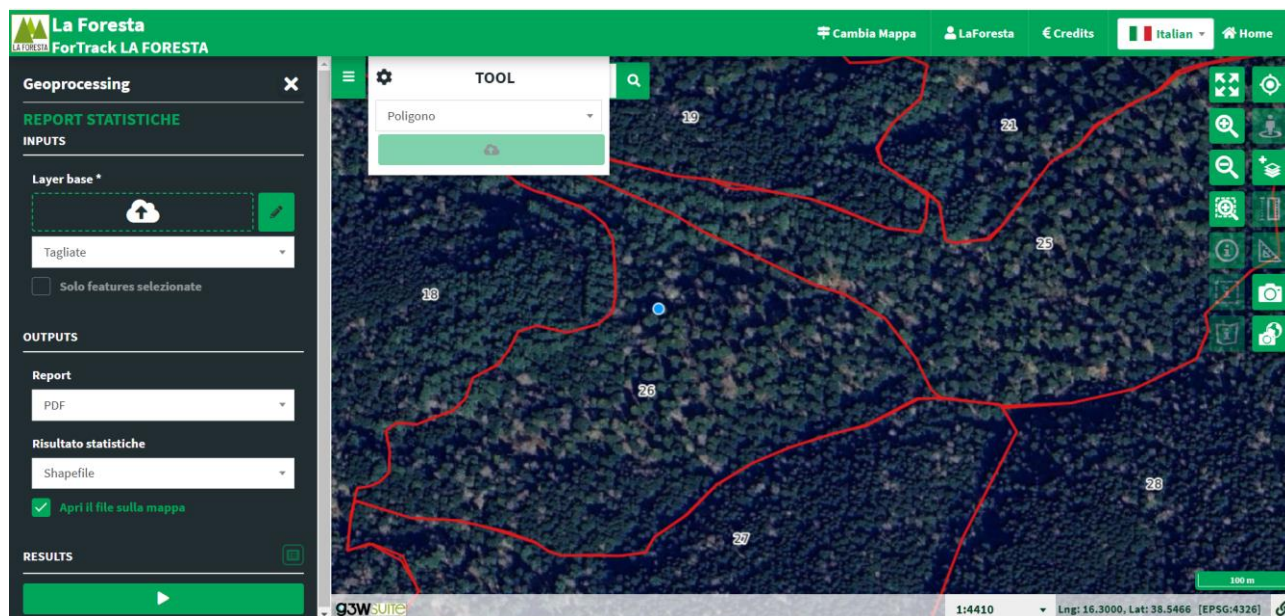 La Foresta
LA FORESTA
ForTrack LA FORESTA
Cambia Mappa
LaForesta
€ Credits
Italian
Home
Geoprocessing
REPORT STATISTICHE
INPUTS
Layer base *
Tagliate
Solo features selezionate
OUTPUTS
Report
PDF
Risultato statistiche
Shapefile
Apri il file sulla mappa
RESULTS
TOOL
Poligono
19
21
25
18
26
28
27
100 m
g3wsuite
1:4410
Lng: 16.3000, Lat: 38.5466 [EPSG:4326]